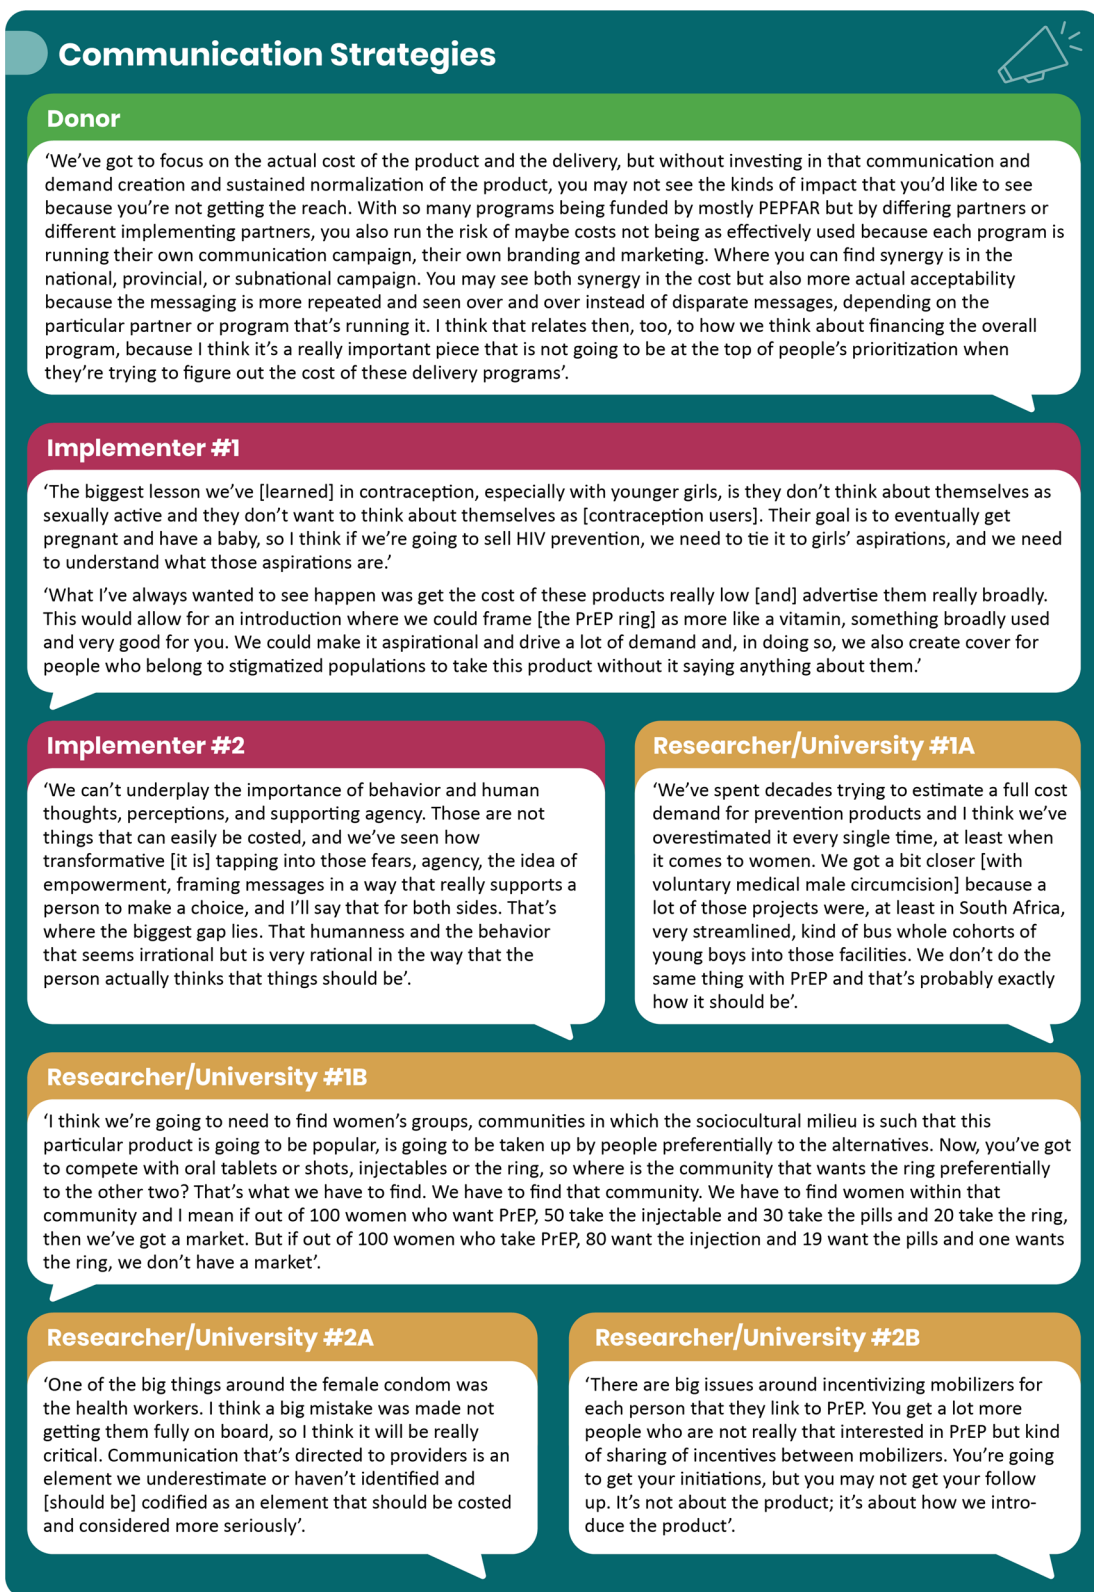 Communication Strategies
Donor
‘We’ve got to focus on the actual cost of the product and the delivery, but without investing in that communication and
demand creation and sustained normalization of the product, you may not see the kinds of impact that you’d like to see
because you’re not getting the reach. With so many programs being funded by mostly PEPFAR but by differing partners or
different implementing partners, you also run the risk of maybe costs not being as effectively used because each program is
running their own communication campaign, their own branding and marketing. Where you can find synergy is in the
national, provincial, or subnational campaign. You may see both synergy in the cost but also more actual acceptability
because the messaging is more repeated and seen over and over instead of disparate messages, depending on the
particular partner or program that’s running it. I think that relates then, too, to how we think about financing the overall
program, because I think it’s a really important piece that is not going to be at the top of people’s prioritization when
they’re trying to figure out the cost of these delivery programs’.
Implementer #1
‘The biggest lesson we’ve [learned] in contraception, especially with younger girls, is they don’t think about themselves as
sexually active and they don’t want to think about themselves as [contraception users]. Their goal is to eventually get
pregnant and have a baby, so I think if we’re going to sell HIV prevention, we need to tie it to girls’ aspirations, and we need
to understand what those aspirations are.’
‘What I’ve always wanted to see happen was get the cost of these products really low [and] advertise them really broadly.
This would allow for an introduction where we could frame [the PrEP ring] as more like a vitamin, something broadly used
and very good for you. We could make it aspirational and drive a lot of demand and, in doing so, we also create cover for
people who belong to stigmatized populations to take this product without it saying anything about them.’
Implementer #2
‘We can’t underplay the importance of behavior and human
thoughts, perceptions, and supporting agency. Those are not
things that can easily be costed, and we’ve seen how
transformative [it is] tapping into those fears, agency, the idea of
empowerment, framing messages in a way that really supports a
person to make a choice, and I’ll say that for both sides. That’s
where the biggest gap lies. That humanness and the behavior
that seems irrational but is very rational in the way that the
person actually thinks that things should be’.
Researcher/University #1A
‘We’ve spent decades trying to estimate a full cost
demand for prevention products and I think we’ve
overestimated it every single time, at least when
it comes to women. We got a bit closer [with
voluntary medical male circumcision] because a
lot of those projects were, at least in South Africa,
very streamlined, kind of bus whole cohorts of
young boys into those facilities. We don’t do the
same thing with PrEP and that’s probably exactly
how it should be’.
Researcher/University #1B
‘I think we’re going to need to find women’s groups, communities in which the sociocultural milieu is such that this
particular product is going to be popular, is going to be taken up by people preferentially to the alternatives. Now, you’ve got
to compete with oral tablets or shots, injectables or the ring, so where is the community that wants the ring preferentially
to the other two? That’s what we have to find. We have to find that community. We have to find women within that
community and I mean if out of 100 women who want PrEP, 50 take the injectable and 30 take the pills and 20 take the ring,
then we’ve got a market. But if out of 100 women who take PrEP, 80 want the injection and 19 want the pills and one wants
the ring, we don’t have a market’.
Researcher/University #2A
‘One of the big things around the female condom was
the health workers. I think a big mistake was made not
getting them fully on board, so I think it will be really
critical. Communication that’s directed to providers is an
element we underestimate or haven’t identified and
[should be] codified as an element that should be costed
and considered more seriously’.
Researcher/University #2B
‘There are big issues around incentivizing mobilizers for
each person that they link to PrEP. You get a lot more
people who are not really that interested in PrEP but kind
of sharing of incentives between mobilizers. You’re going
to get your initiations, but you may not get your follow
up. It’s not about the product; it’s about how we intro-
duce the product’.